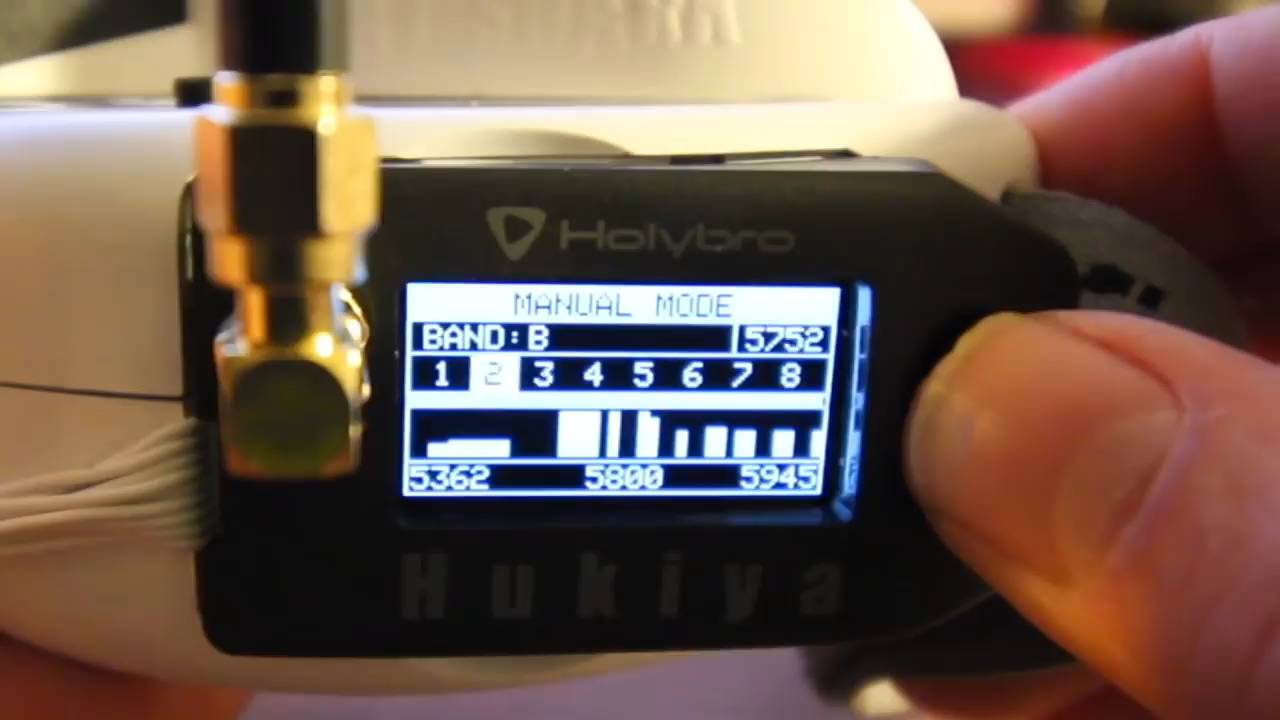 Holybro
MANUAL MODE
BAND:B 5752
1 2 3 4 5 6 7 8
5362 5800 5945
Hukiya